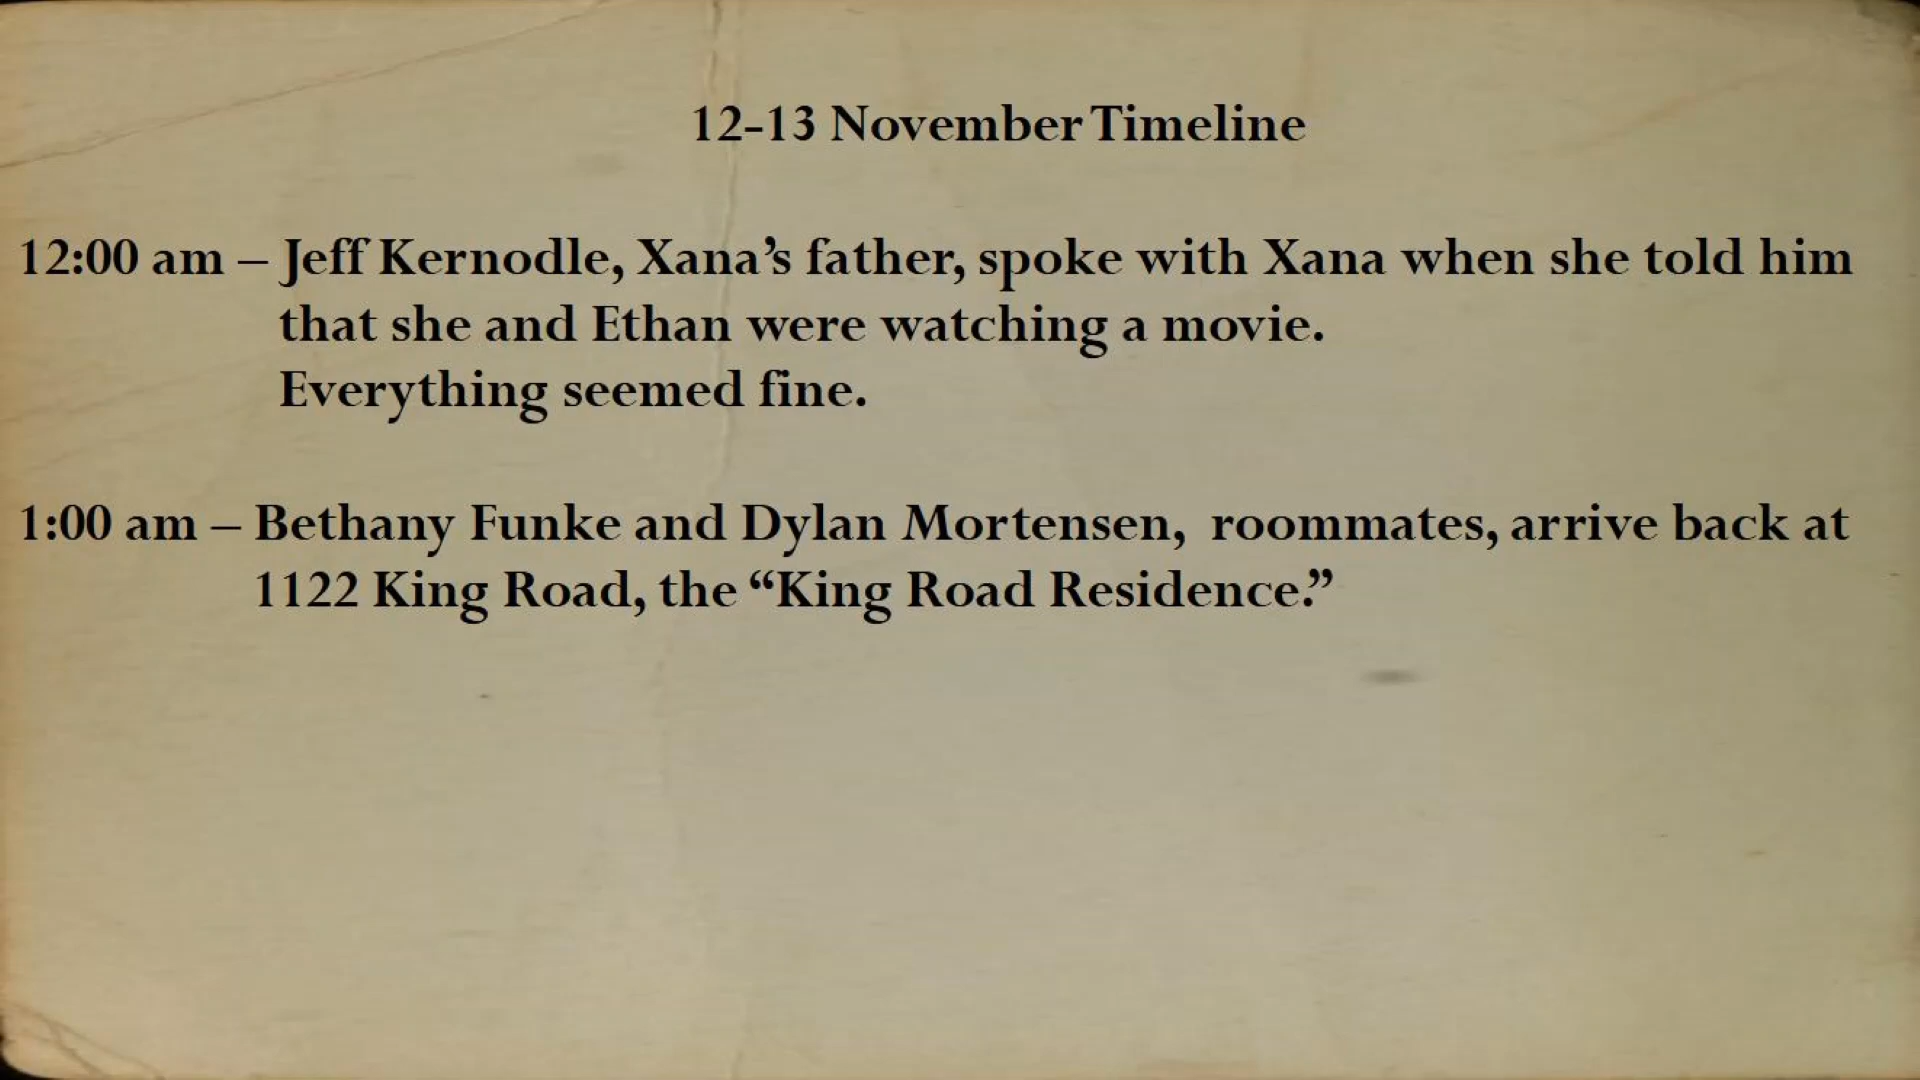 12-13 November Timeline
12:00 am – Jeff Kernodle, Xana’s father, spoke with Xana when she told him
that she and Ethan were watching a movie.
Everything seemed fine.
1:00 am – Bethany Funke and Dylan Mortensen, roommates, arrive back at
1122 King Road, the “King Road Residence.”